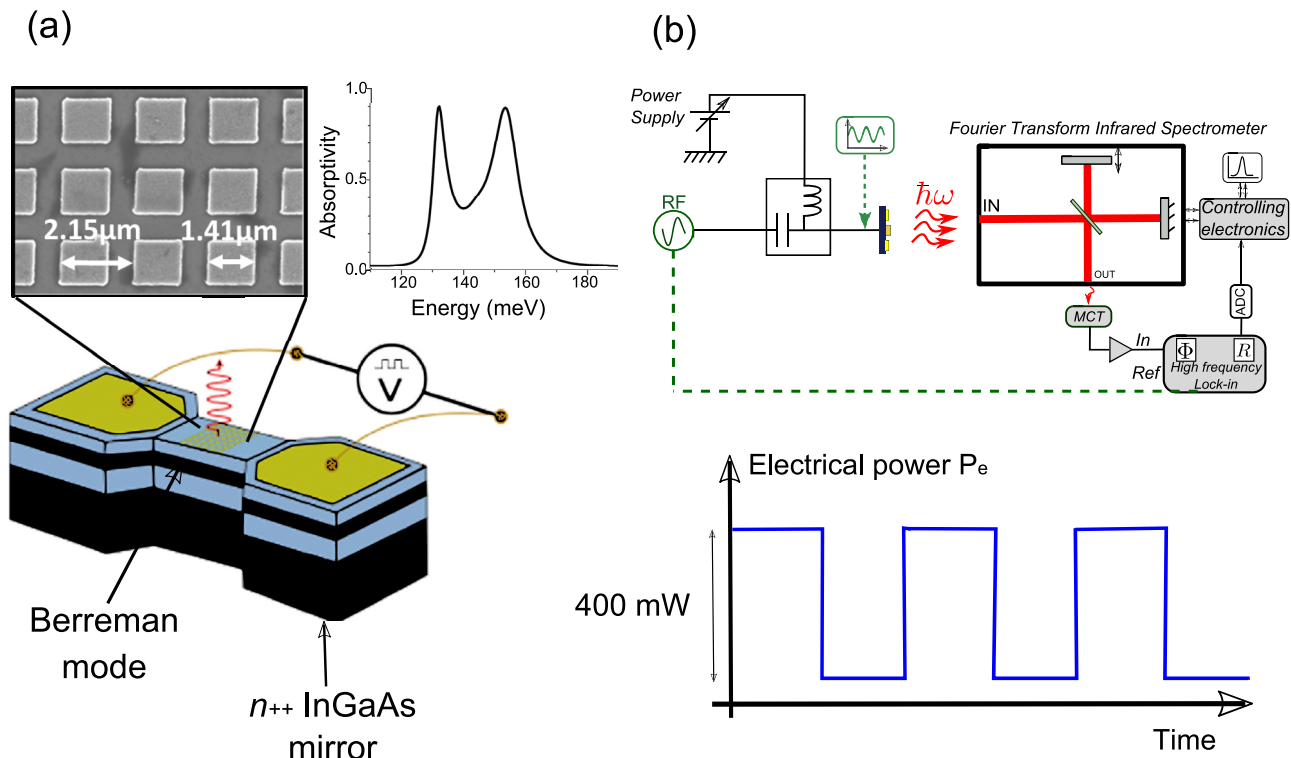 (a)
2.15μm
1.41μm
Absorptivity
1.0
0.5
0.0
120
140
160
180
Energy (meV)
V
Berreman
mode
n++ InGaAs
mirror
(b)
Power
Supply
RF
ħω
Fourier Transform Infrared Spectrometer
IN
OUT
Controlling
electronics
MCT
ADC
In
Ref
Φ
R
High frequency
Lock-in
Electrical power Pe
400 mW
Time